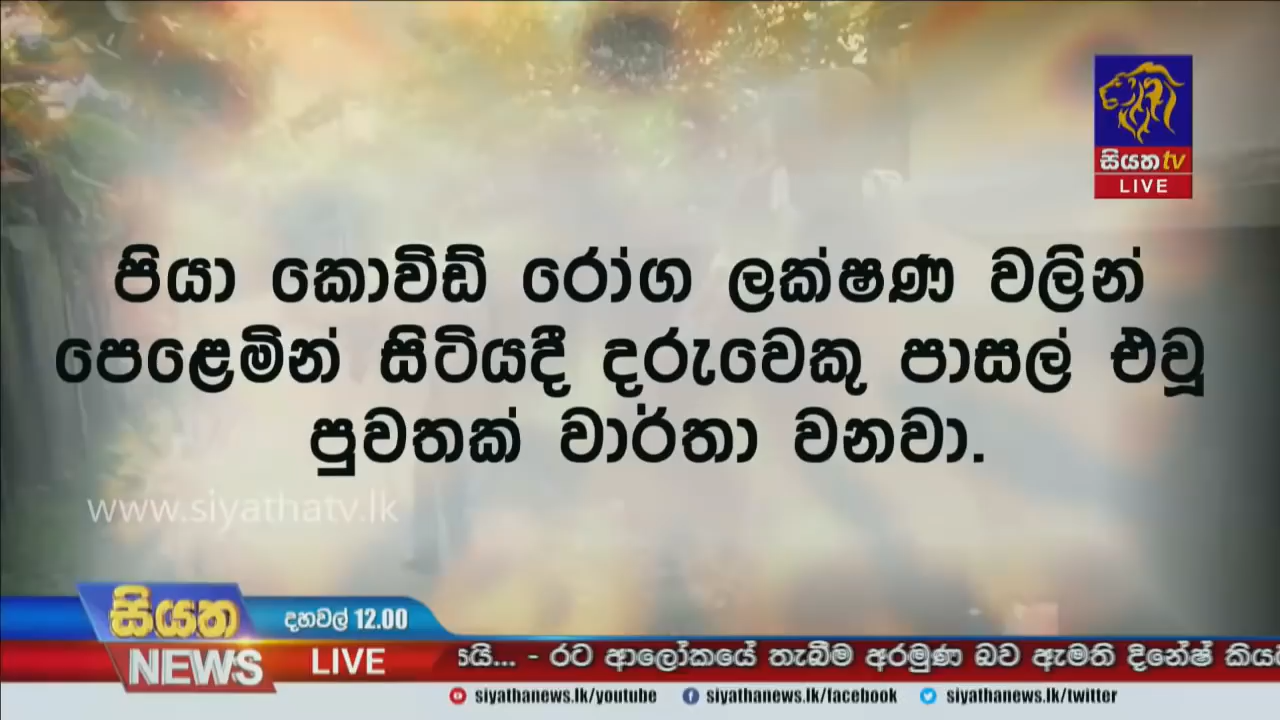 සියත tv
LIVE
පියා කොවිඩ් රෝග ලක්ෂණ වලින්
පෙළෙමින් සිටියදී දරුවෙකු පාසල් එවූ
පුවතක් වාර්තා වනවා.
www.siyathatv.lk
සියත
NEWS
දහවල් 12.00
LIVE
යි... - රට ආලෝකයේ තැබීම අරමුණ බව ඇමති දිනේෂ්
siyathanews.lk/youtube siyathanews.lk/facebook siyathanews.lk/twitter